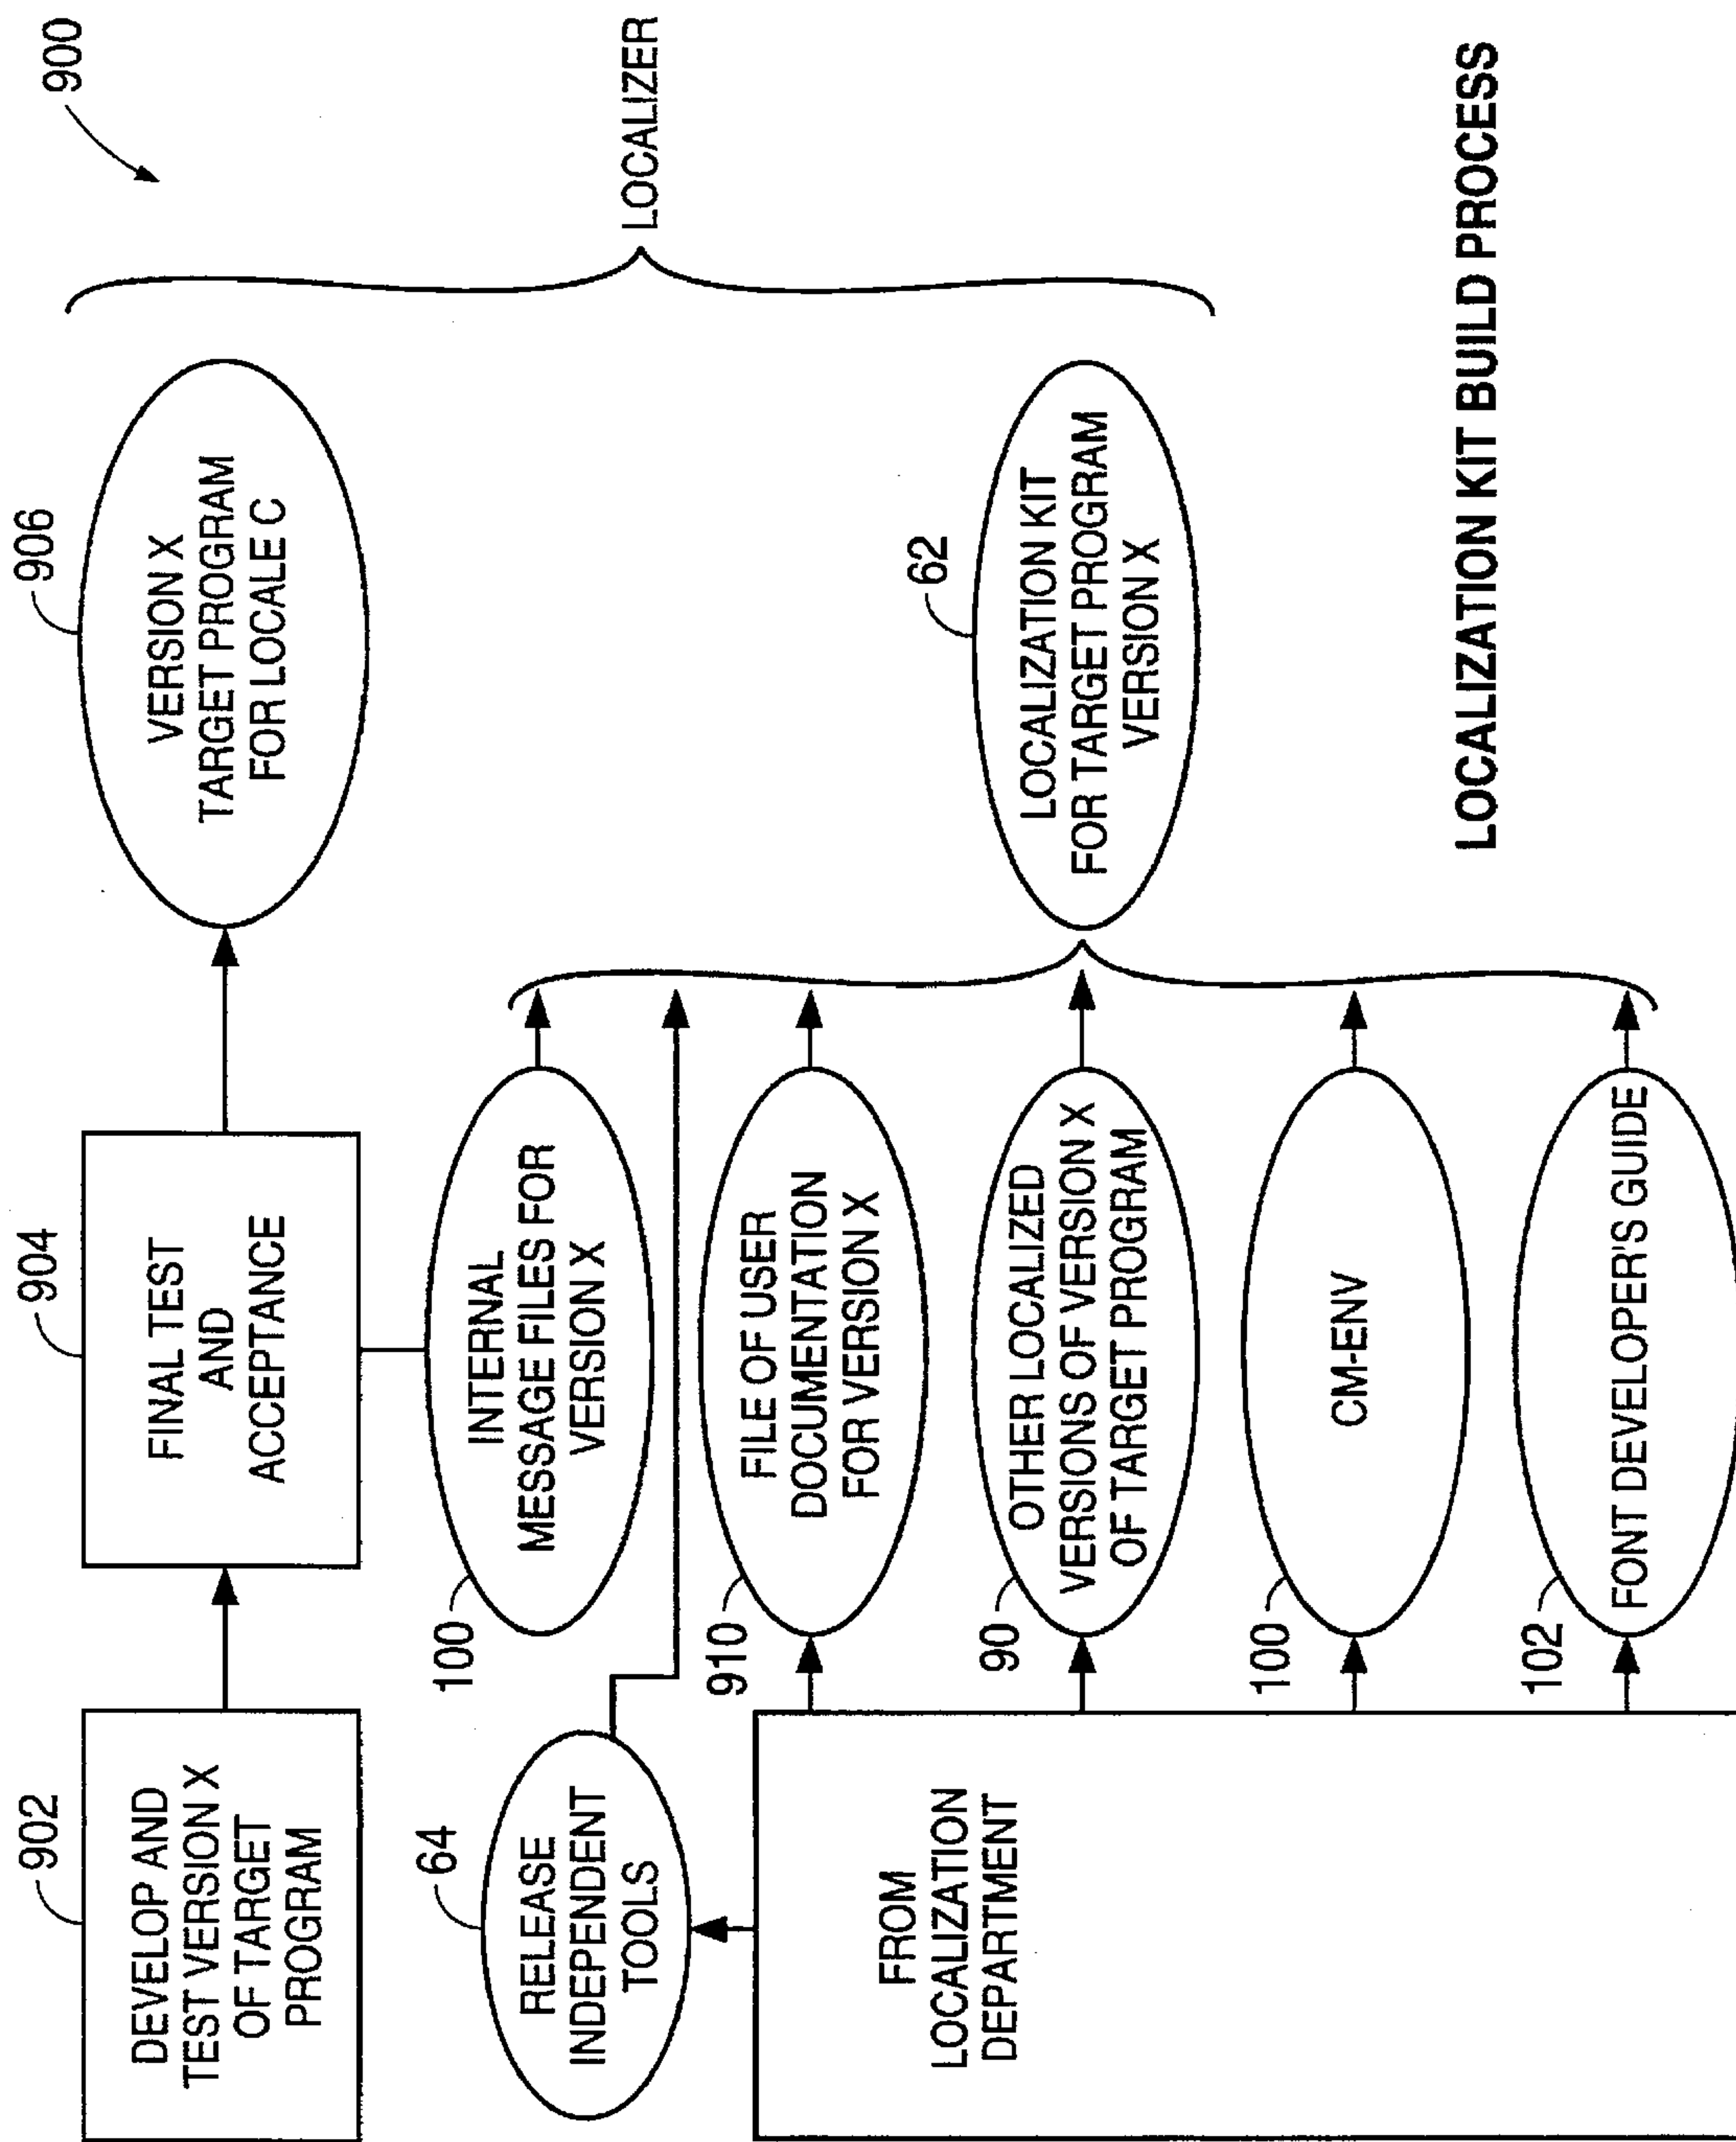 900
902
DEVELOP AND
TEST VERSION X
OF TARGET
PROGRAM
904
FINAL TEST
AND
ACCEPTANCE
906
VERSION X
TARGET PROGRAM
FOR LOCALE C
LOCALIZER
64
RELEASE
INDEPENDENT
TOOLS
100
INTERNAL
MESSAGE FILES FOR
VERSION X
910
FILE OF USER
DOCUMENTATION
FOR VERSION X
62
LOCALIZATION KIT
FOR TARGET PROGRAM
VERSION X
FROM
LOCALIZATION
DEPARTMENT
90
OTHER LOCALIZED
VERSIONS OF VERSION X
OF TARGET PROGRAM
100
CM-ENV
102
FONT DEVELOPER'S GUIDE
LOCALIZATION KIT BUILD PROCESS